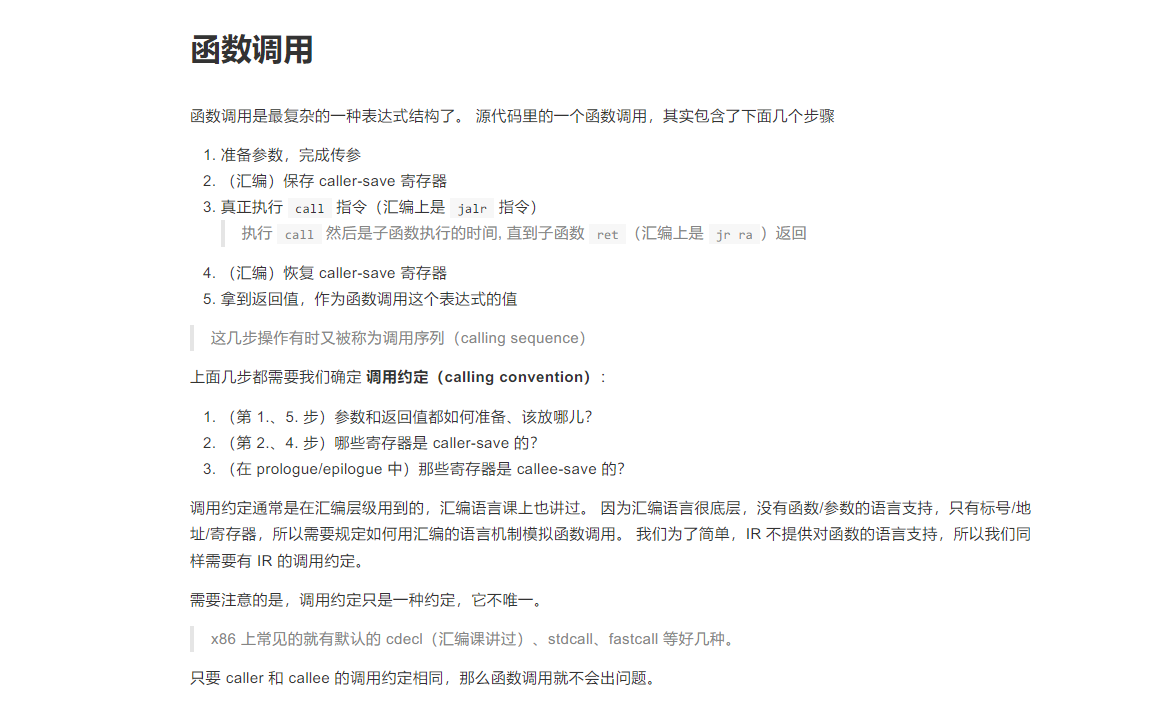 函数调用
函数调用是最复杂的一种表达式结构了。 源代码里的一个函数调用，其实包含了下面几个步骤
1. 准备参数，完成传参
2. （汇编）保存 caller-save 寄存器
3. 真正执行 call 指令（汇编上是 jalr 指令）
执行 call 然后是子函数执行的时间, 直到子函数 ret （汇编上是 jr ra ）返回
4. （汇编）恢复 caller-save 寄存器
5. 拿到返回值，作为函数调用这个表达式的值
这几步操作有时又被称为调用序列（calling sequence）
上面几步都需要我们确定 调用约定（calling convention）：
1. （第 1.、5. 步）参数和返回值都如何准备、该放哪儿？
2. （第 2.、4. 步）哪些寄存器是 caller-save 的？
3. （在 prologue/epilogue 中）那些寄存器是 callee-save 的？
调用约定通常是在汇编层级用到的，汇编语言课上也讲过。 因为汇编语言很底层，没有函数/参数的语言支持，只有标号/地
址/寄存器，所以需要规定如何用汇编的语言机制模拟函数调用。 我们为了简单，IR 不提供对函数的语言支持，所以我们同
样需要有 IR 的调用约定。
需要注意的是，调用约定只是一种约定，它不唯一。
x86 上常见的就有默认的 cdecl（汇编课讲过）、stdcall、fastcall 等好几种。
只要 caller 和 callee 的调用约定相同，那么函数调用就不会出问题。